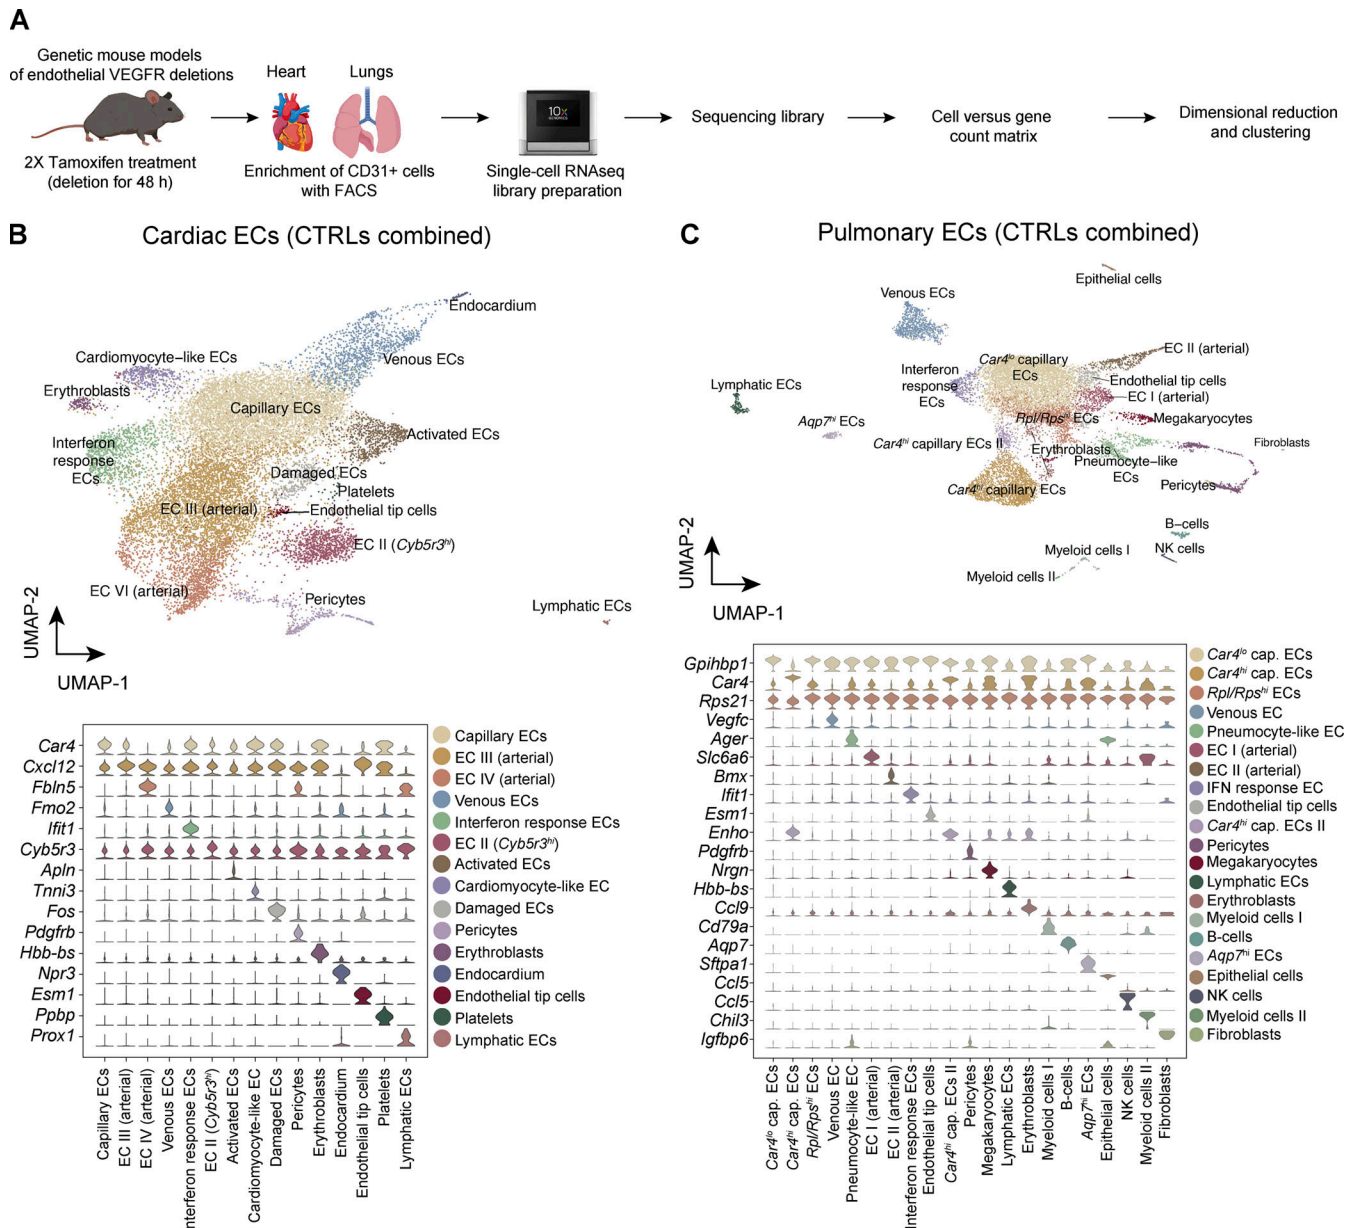 A
Genetic mouse models
of endothelial VEGFR deletions
2X Tamoxifen treatment
(deletion for 48 h)
Heart
Lungs
Enrichment of CD31+ cells
with FACS
10x
GENOMICS
Single-cell RNAseq
library preparation
Sequencing library
Cell versus gene
count matrix
Dimensional reduction
and clustering
B
Cardiac ECs (CTRLs combined)
Endocardium
Cardiomyocyte–like ECs
Venous ECs
Erythroblasts
Capillary ECs
Interferon
response
ECs
Activated ECs
Damaged ECs
Platelets
EC III (arterial)
Endothelial tip cells
EC II (Cyb5r3hi)
EC VI (arterial)
Pericytes
Lymphatic ECs
UMAP-2
UMAP-1
Car4
Cxcl12
Fbln5
Fmo2
Ifit1
Cyb5r3
Apln
Tnni3
Fos
Pdgfrb
Hbb-bs
Npr3
Esm1
Ppbp
Prox1
Capillary ECs
EC III (arterial)
EC IV (arterial)
Venous ECs
Interferon response ECs
EC II (Cyb5r3hi)
Activated ECs
Cardiomyocyte-like EC
Damaged ECs
Pericytes
Erythroblasts
Endocardium
Endothelial tip cells
Platelets
Lymphatic ECs
Capillary ECs
EC III (arterial)
EC IV (arterial)
Venous ECs
Interferon response ECs
EC II (Cyb5r3hi)
Activated ECs
Cardiomyocyte-like EC
Damaged ECs
Pericytes
Erythroblasts
Endocardium
Endothelial tip cells
Platelets
Lymphatic ECs
C
Pulmonary ECs (CTRLs combined)
Epithelial cells
Venous ECs
EC II (arterial)
Car4lo capillary
ECs
Interferon
response
ECs
Endothelial tip cells
Lymphatic ECs
EC I (arterial)
Aqp7hi ECs
Rpl/Rpshi ECs
Megakaryocytes
Car4hi capillary ECs II
Erythroblasts
Fibroblasts
Pneumocyte–like
ECs
Car4hi capillary ECs
Pericytes
B–cells
Myeloid cells I
NK cells
Myeloid cells II
UMAP-2
UMAP-1
Gpihbp1
Car4
Rps21
Vegfc
Ager
Slc6a6
Bmx
Ifit1
Esm1
Enho
Pdgfrb
Nrgn
Hbb-bs
Ccl9
Cd79a
Aqp7
Sftpa1
Ccl5
Ccl5
Chil3
Igfbp6
Car4lo cap. ECs
Car4hi cap. ECs
Rpl/Rpshi ECs
Venous EC
Pneumocyte-like EC
EC I (arterial)
EC II (arterial)
IFN response EC
Endothelial tip cells
Car4hi cap. ECs II
Pericytes
Megakaryocytes
Lymphatic ECs
Erythroblasts
Myeloid cells I
B-cells
Aqp7hi ECs
Epithelial cells
NK cells
Myeloid cells II
Fibroblasts
Car4lo cap. ECs
Car4hi cap. ECs
Rpl/Rpshi ECs
Venous EC
Pneumocyte-like EC
EC I (arterial)
EC II (arterial)
Interferon response ECs
Endothelial tip cells
Car4hi cap. ECs II
Pericytes
Megakaryocytes
Lymphatic ECs
Erythroblasts
Myeloid cells I
B-cells
Aqp7hi ECs
Epithelial cells
NK cells
Myeloid cells II
Fibroblasts